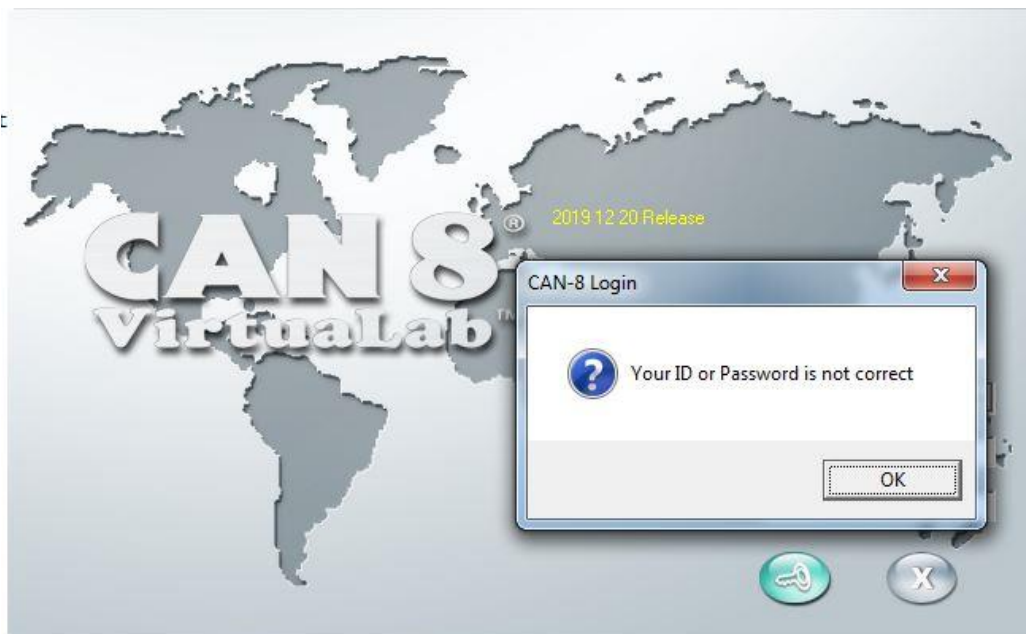 CAN 8®
VirtuaLab™
2019 12 20 Release
CAN-8 Login
Your ID or Password is not correct
OK